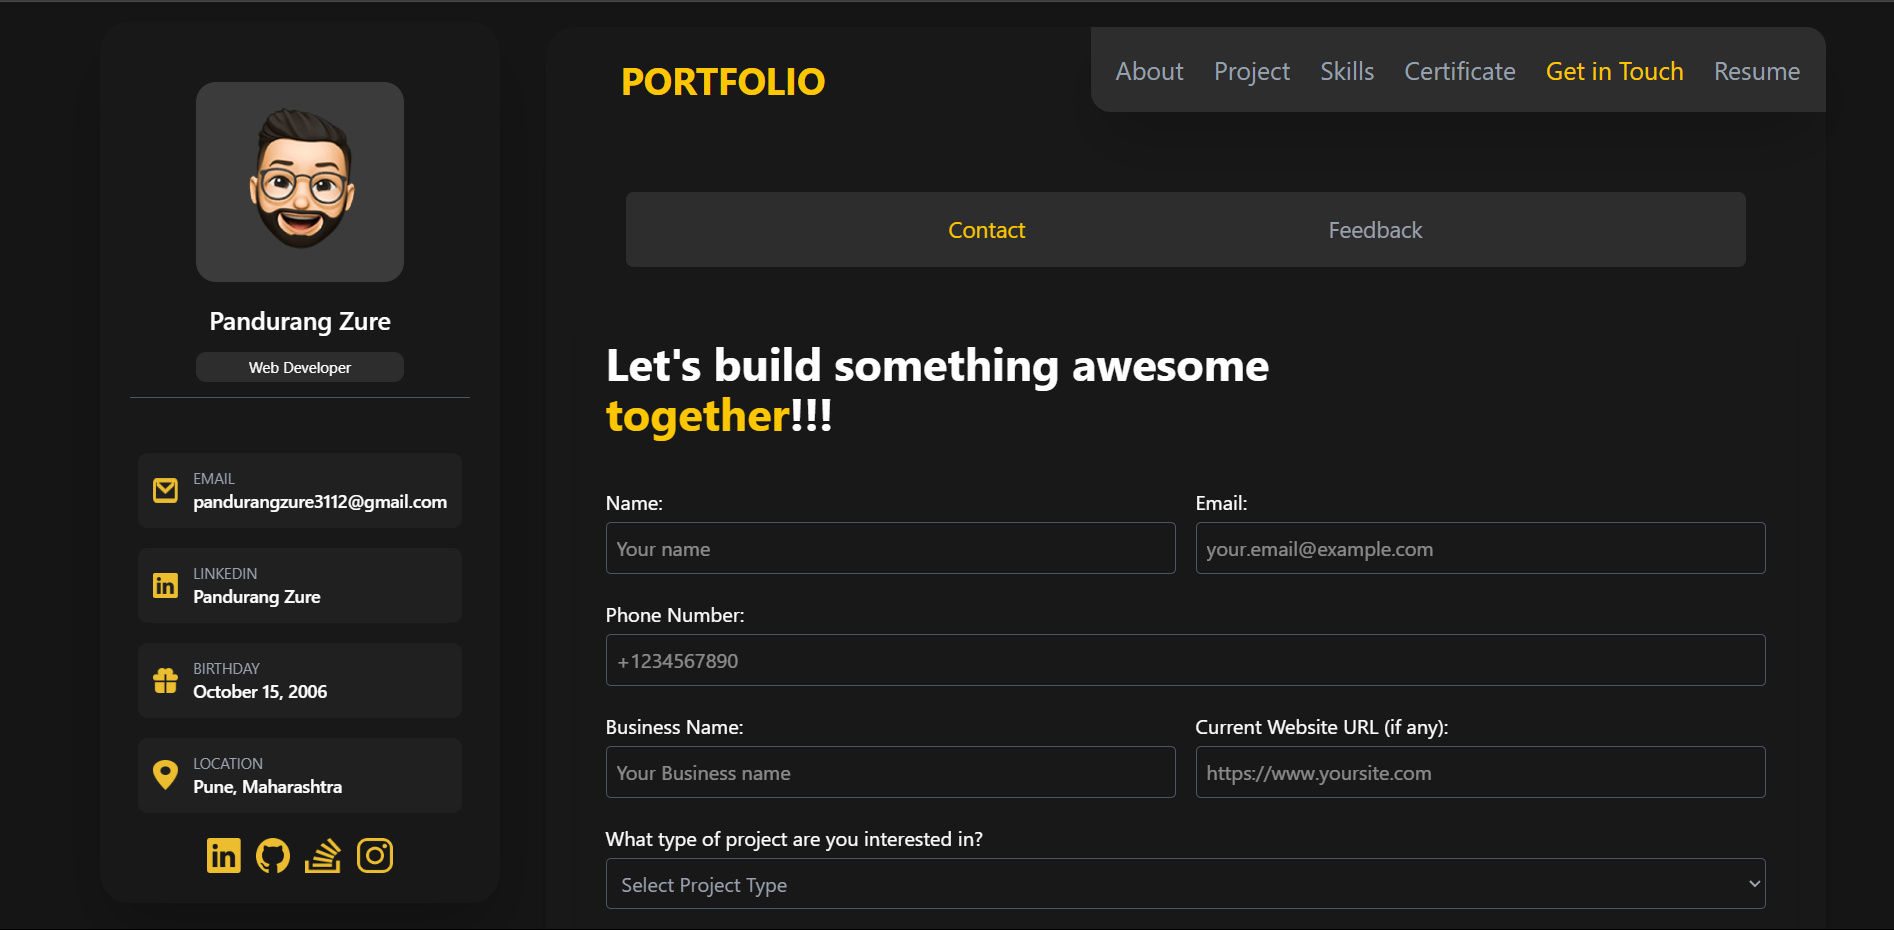 PORTFOLIO
About Project Skills Certificate Get in Touch Resume
Pandurang Zure
Web Developer
EMAIL
pandurangzure3112@gmail.com
LINKEDIN
Pandurang Zure
BIRTHDAY
October 15, 2006
LOCATION
Pune, Maharashtra
in
Contact Feedback
Let's build something awesome
together!!!
Name: Email:
Your name your.email@example.com
Phone Number:
+1234567890
Business Name: Current Website URL (if any):
Your Business name https://www.yoursite.com
What type of project are you interested in?
Select Project Type